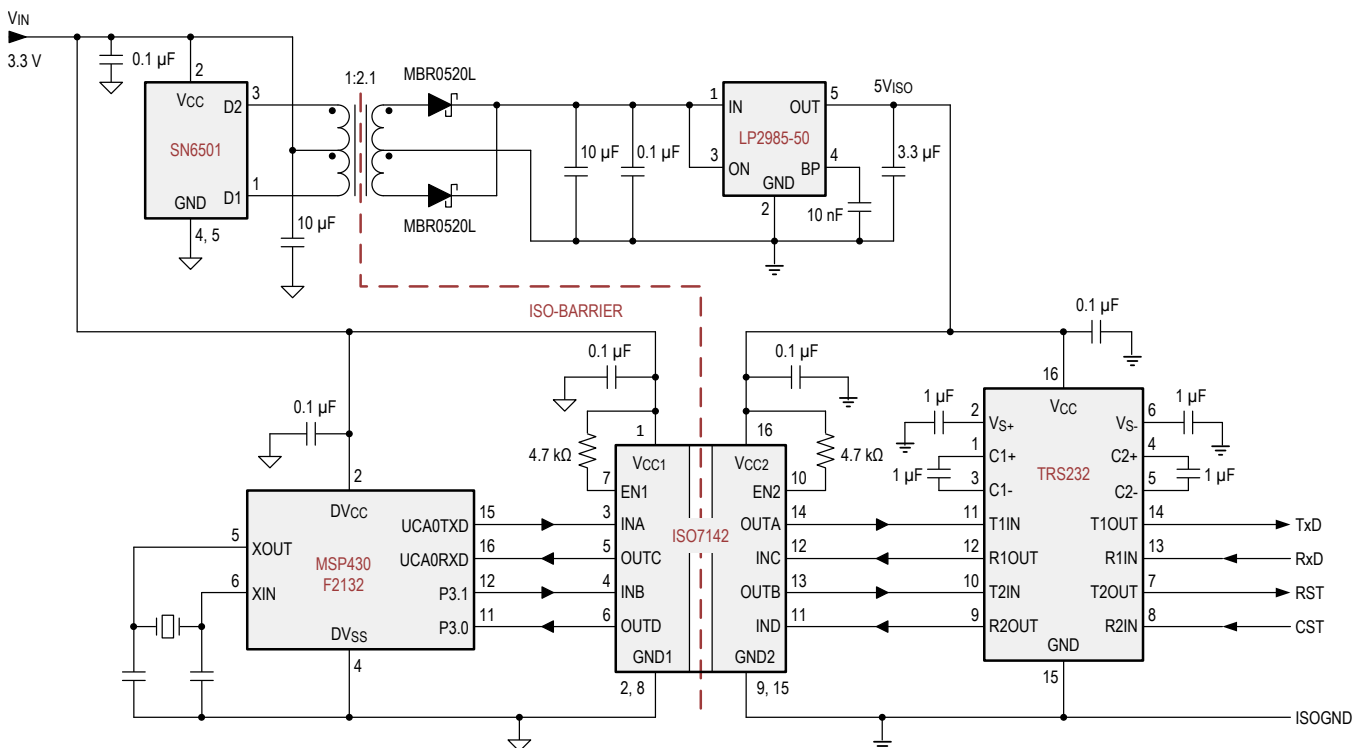 VIN
3.3 V
0.1 µF
2
VCC
D2
3
SN6501
D1
1
GND
4, 5
10 µF
1:2.1
MBR0520L
MBR0520L
10 µF
0.1 µF
1
IN
OUT
5
LP2985-50
3
ON
BP
4
GND
2
10 nF
5VISO
3.3 µF
ISO-BARRIER
0.1 µF
0.1 µF
0.1 µF
0.1 µF
4.7 kΩ
4.7 kΩ
2
DVCC
5
XOUT
6
XIN
MSP430
F2132
UCA0TXD
15
UCA0RXD
16
P3.1
12
P3.0
11
DVSS
4
1
VCC1
7
EN1
3
INA
5
OUTC
4
INB
6
OUTD
GND1
2, 8
ISO7142
16
VCC2
EN2
10
OUTA
14
INC
12
OUTB
13
IND
11
GND2
9, 15
16
VCC
1 µF
2
VS+
1
C1+
1 µF
3
C1-
TRS232
1 µF
VS-
6
C2+
4
1 µF
C2-
5
11
T1IN
T1OUT
14
TxD
12
R1OUT
R1IN
13
RxD
10
T2IN
T2OUT
7
RST
9
R2OUT
R2IN
8
CST
GND
15
ISOGND